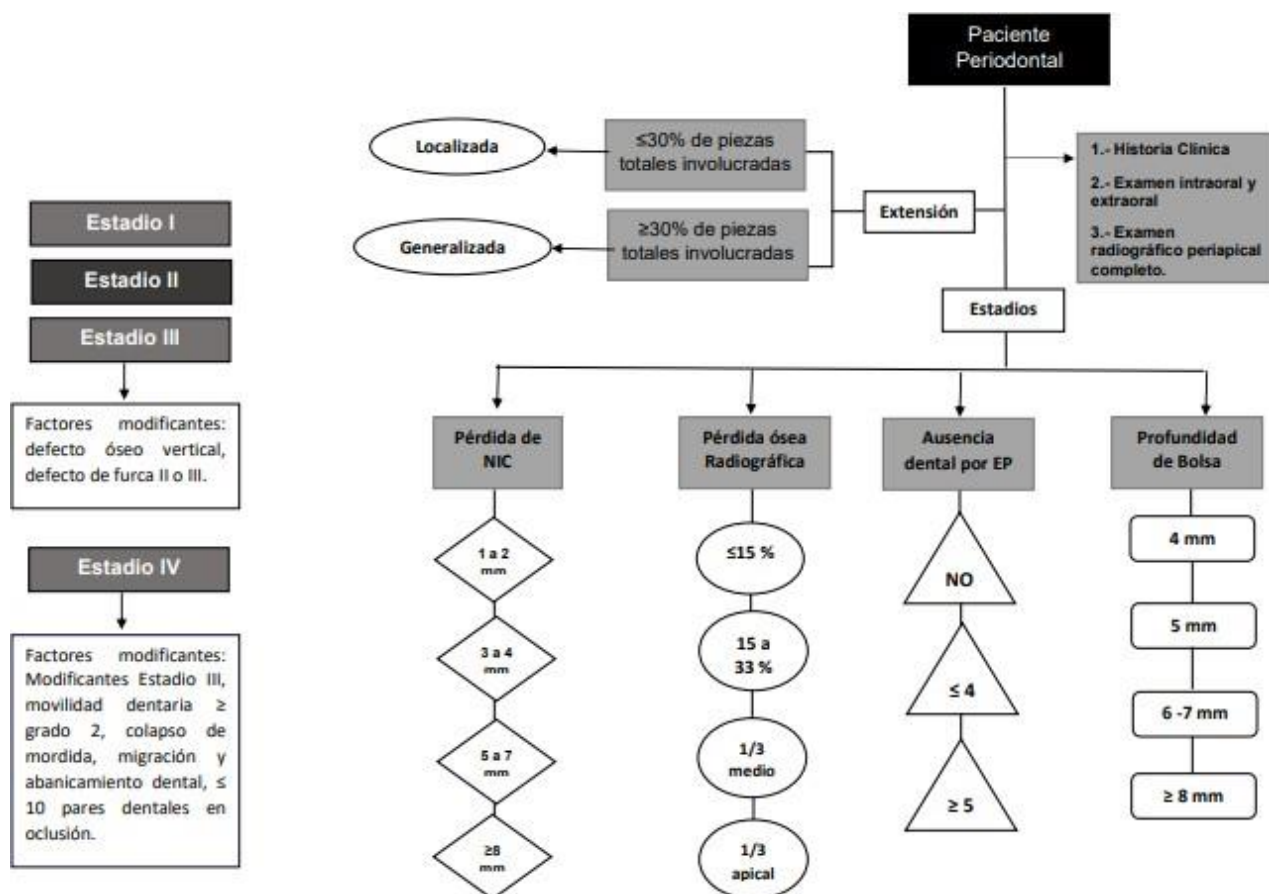 Paciente
Periodontal
≤30% de piezas
totales involucradas
Localizada
1.- Historia Clínica
2.- Examen intraoral y
extraoral
3.- Examen
radiográfico periapical
completo.
Extensión
≥30% de piezas
totales involucradas
Generalizada
Estadios
Estadio I
Estadio II
Estadio III
Factores modificantes:
defecto óseo vertical,
defecto de furca II o III.
Estadio IV
Factores modificantes:
Modificantes Estadio III,
movilidad dentaria ≥
grado 2, colapso de
mordida, migración y
abanicamiento dental, ≤
10 pares dentales en
oclusión.
Pérdida de
NIC
1 a 2
mm
3 a 4
mm
5 a 7
mm
≥8
mm
Pérdida ósea
Radiográfica
≤15 %
15 a
33 %
1/3
medio
1/3
apical
Ausencia
dental por EP
NO
≤ 4
≥ 5
Profundidad
de Bolsa
4 mm
5 mm
6 -7 mm
≥ 8 mm